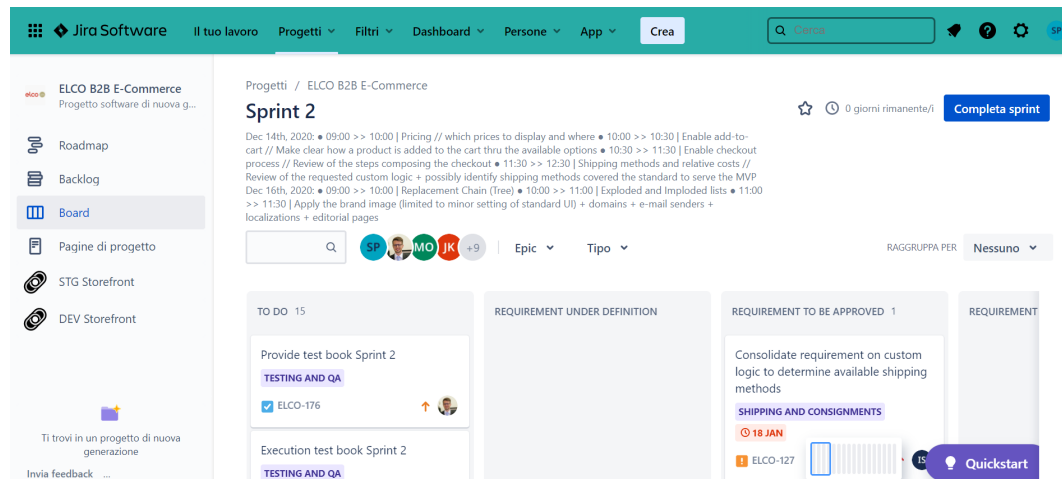 Jira Software Il tuo lavoro Progetti Filtri Dashboard Persone App Crea Cerca SP
elco
ELCO B2B E-Commerce
Progetto software di nuova g...
Roadmap
Backlog
Board
Pagine di progetto
STG Storefront
DEV Storefront
Ti trovi in un progetto di nuova
generazione
Invia feedback ...
Progetti / ELCO B2B E-Commerce
Sprint 2
0 giorni rimanente/i Completa sprint
Dec 14th, 2020: ● 09:00 >> 10:00 | Pricing // which prices to display and where ● 10:00 >> 10:30 | Enable add-to-
cart // Make clear how a product is added to the cart thru the available options ● 10:30 >> 11:30 | Enable checkout
process // Review of the steps composing the checkout ● 11:30 >> 12:30 | Shipping methods and relative costs //
Review of the requested custom logic + possibly identify shipping methods covered the standard to serve the MVP
Dec 16th, 2020: ● 09:00 >> 10:00 | Replacement Chain (Tree) ● 10:00 >> 11:00 | Exploded and Imploded lists ● 11:00
>> 11:30 | Apply the brand image (limited to minor setting of standard UI) + domains + e-mail senders +
localizations + editorial pages
SP MO JK +9 Epic Tipo RAGGRUPPA PER Nessuno
TO DO 15
Provide test book Sprint 2
TESTING AND QA
ELCO-176
Execution test book Sprint 2
TESTING AND QA
REQUIREMENT UNDER DEFINITION
REQUIREMENT TO BE APPROVED 1
Consolidate requirement on custom
logic to determine available shipping
methods
SHIPPING AND CONSIGNMENTS
18 JAN
ELCO-127 IS
REQUIREMENT
Quickstart